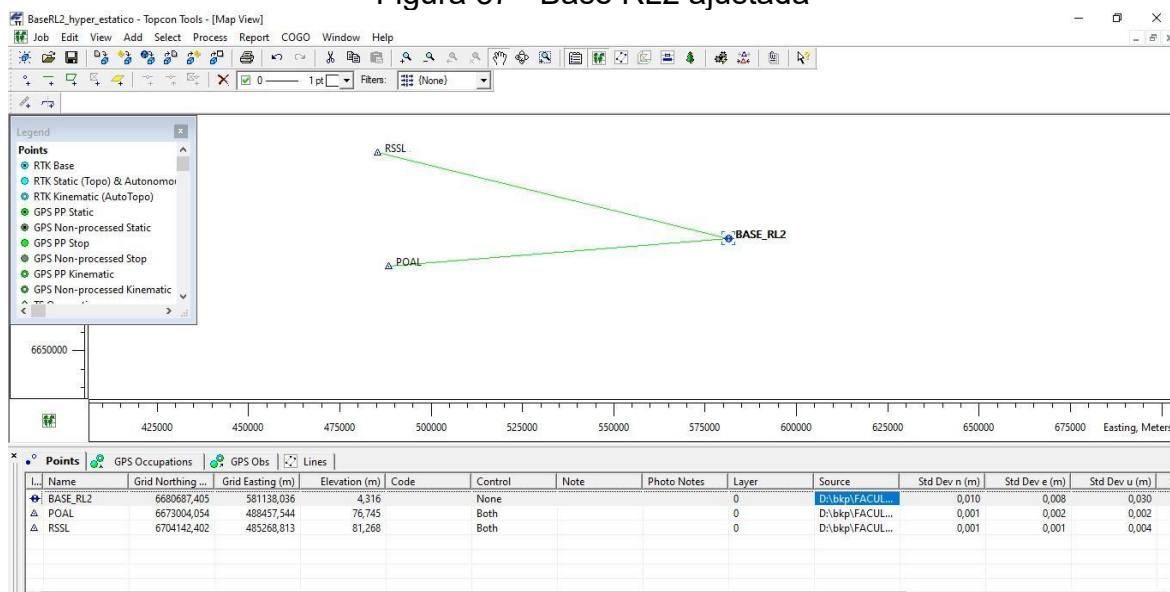 Figura 37 - Base RL2 ajustada
BaseRL2_hyper_estatico - Topcon Tools - [Map View]
Job Edit View Add Select Process Report COGO Window Help
0 1 pt Filters: {None}
Legend
Points
RTK Base
RTK Static (Topo) & Autonomo
RTK Kinematic (AutoTopo)
GPS PP Static
GPS Non-processed Static
GPS PP Stop
GPS Non-processed Stop
GPS PP Kinematic
GPS Non-processed Kinematic
RSSL
BASE_RL2
POAL
6650000
425000 450000 475000 500000 525000 550000 575000 600000 625000 650000 675000 Easting, Meters
Points GPS Occupations GPS Obs Lines
I... Name Grid Northing ... Grid Easting (m) Elevation (m) Code Control Note Photo Notes Layer Source Std Dev n (m) Std Dev e (m) Std Dev u (m)
BASE_RL2 6680687,405 581138,036 4,316 None 0 D:\bkp\FACUL... 0,010 0,008 0,030
POAL 6673004,054 488457,544 76,745 Both 0 D:\bkp\FACUL... 0,001 0,002 0,002
RSSL 6704142,402 485268,813 81,268 Both 0 D:\bkp\FACUL... 0,001 0,001 0,004